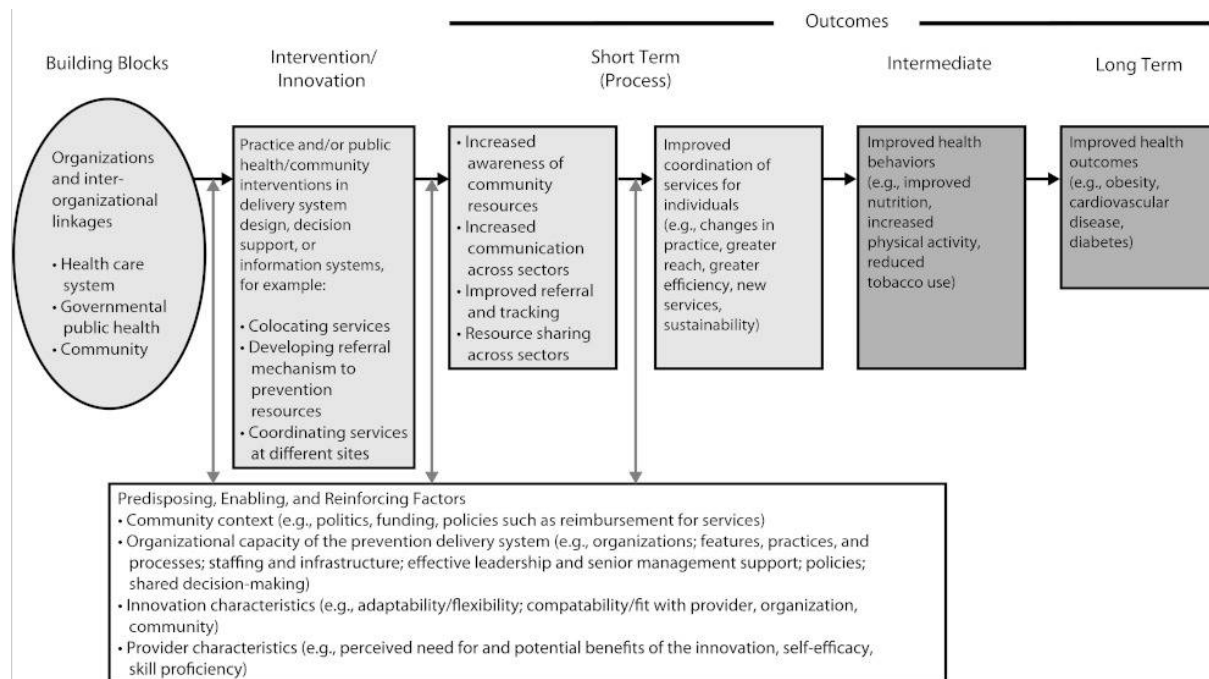 Outcomes
Building Blocks
Intervention/
Innovation
Short Term
(Process)
Intermediate
Long Term
Organizations
and inter-
organizational
linkages
• Health care
system
• Governmental
public health
• Community
Practice and/or public
health/community
interventions in
delivery system
design, decision
support, or
information systems,
for example:
• Colocating services
• Developing referral
mechanism to
prevention
resources
• Coordinating services
at different sites
• Increased
awareness of
community
resources
• Increased
communication
across sectors
• Improved referral
and tracking
• Resource sharing
across sectors
Improved
coordination of
services for
individuals
(e.g., changes in
practice, greater
reach, greater
efficiency, new
services,
sustainability)
Improved health
behaviors
(e.g., improved
nutrition,
increased
physical activity,
reduced
tobacco use)
Improved health
outcomes
(e.g., obesity,
cardiovascular
disease,
diabetes)
Predisposing, Enabling, and Reinforcing Factors
• Community context (e.g., politics, funding, policies such as reimbursement for services)
• Organizational capacity of the prevention delivery system (e.g., organizations; features, practices, and
processes; staffing and infrastructure; effective leadership and senior management support; policies;
shared decision-making)
• Innovation characteristics (e.g., adaptability/flexibility; compatability/fit with provider, organization,
community)
• Provider characteristics (e.g., perceived need for and potential benefits of the innovation, self-efficacy,
skill proficiency)